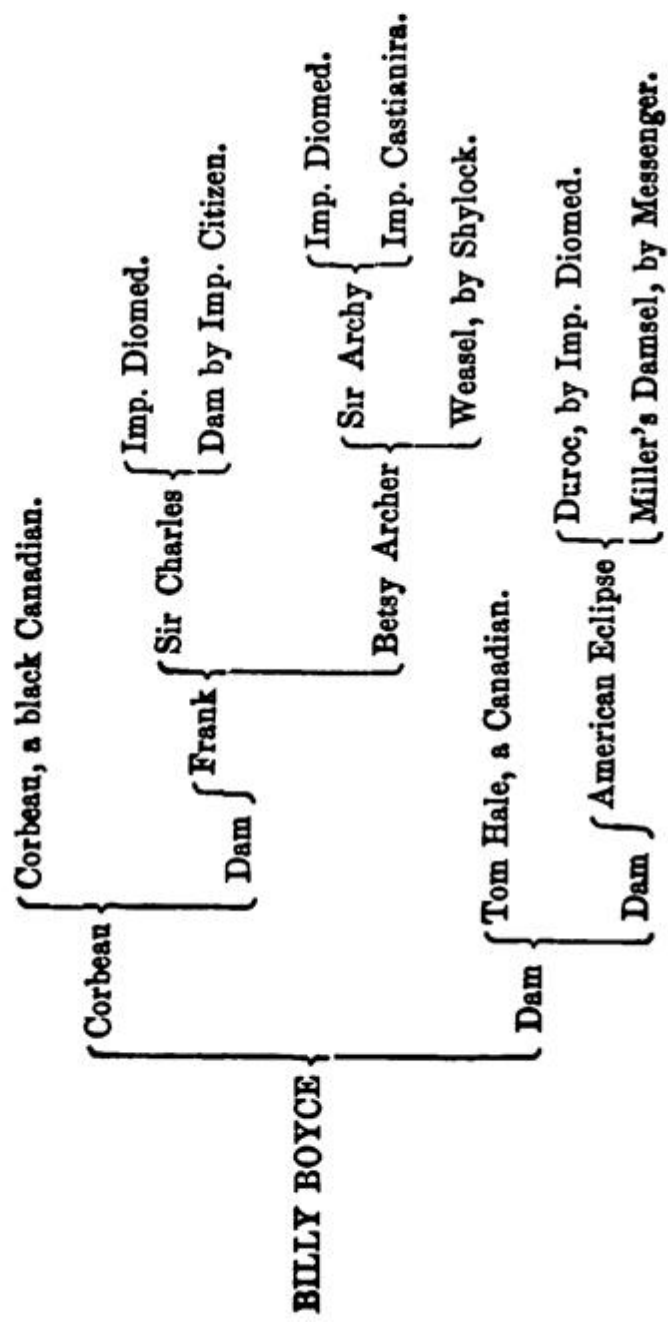 BILLY BOYCE
Corbeau
Corbeau, a black Canadian.
Dam
Frank
Sir Charles
Imp. Diomed.
Dam by Imp. Citizen.
Betsy Archer
Sir Archy
Imp. Diomed.
Imp. Castianira.
Weasel, by Shylock.
Dam
Tom Hale, a Canadian.
Dam
American Eclipse
Duroc, by Imp. Diomed.
Miller's Damsel, by Messenger.